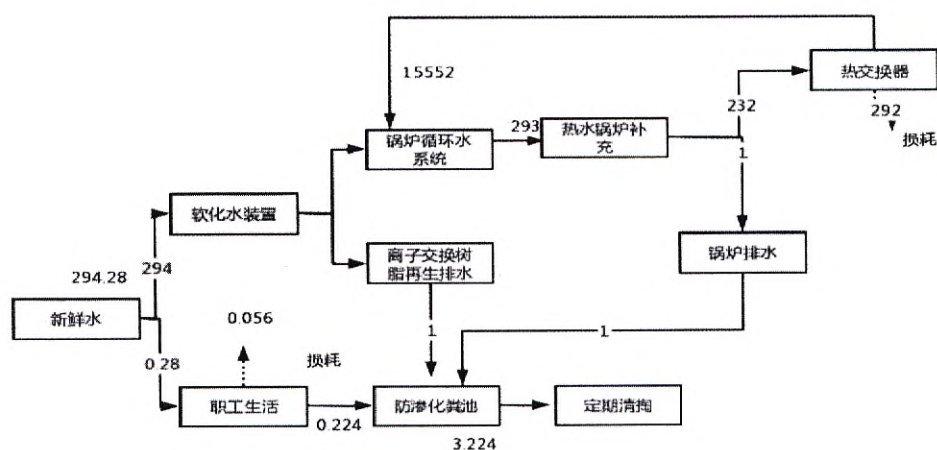 15552
热交换器
232
292
损耗
锅炉循环水
系统
293
热水锅炉补
充
1
软化水装置
离子交换树
脂再生排水
锅炉排水
294.28
294
新鲜水
0.056
1
1
0.28
损耗
职工生活
0.224
防渗化粪池
3.224
定期清掏